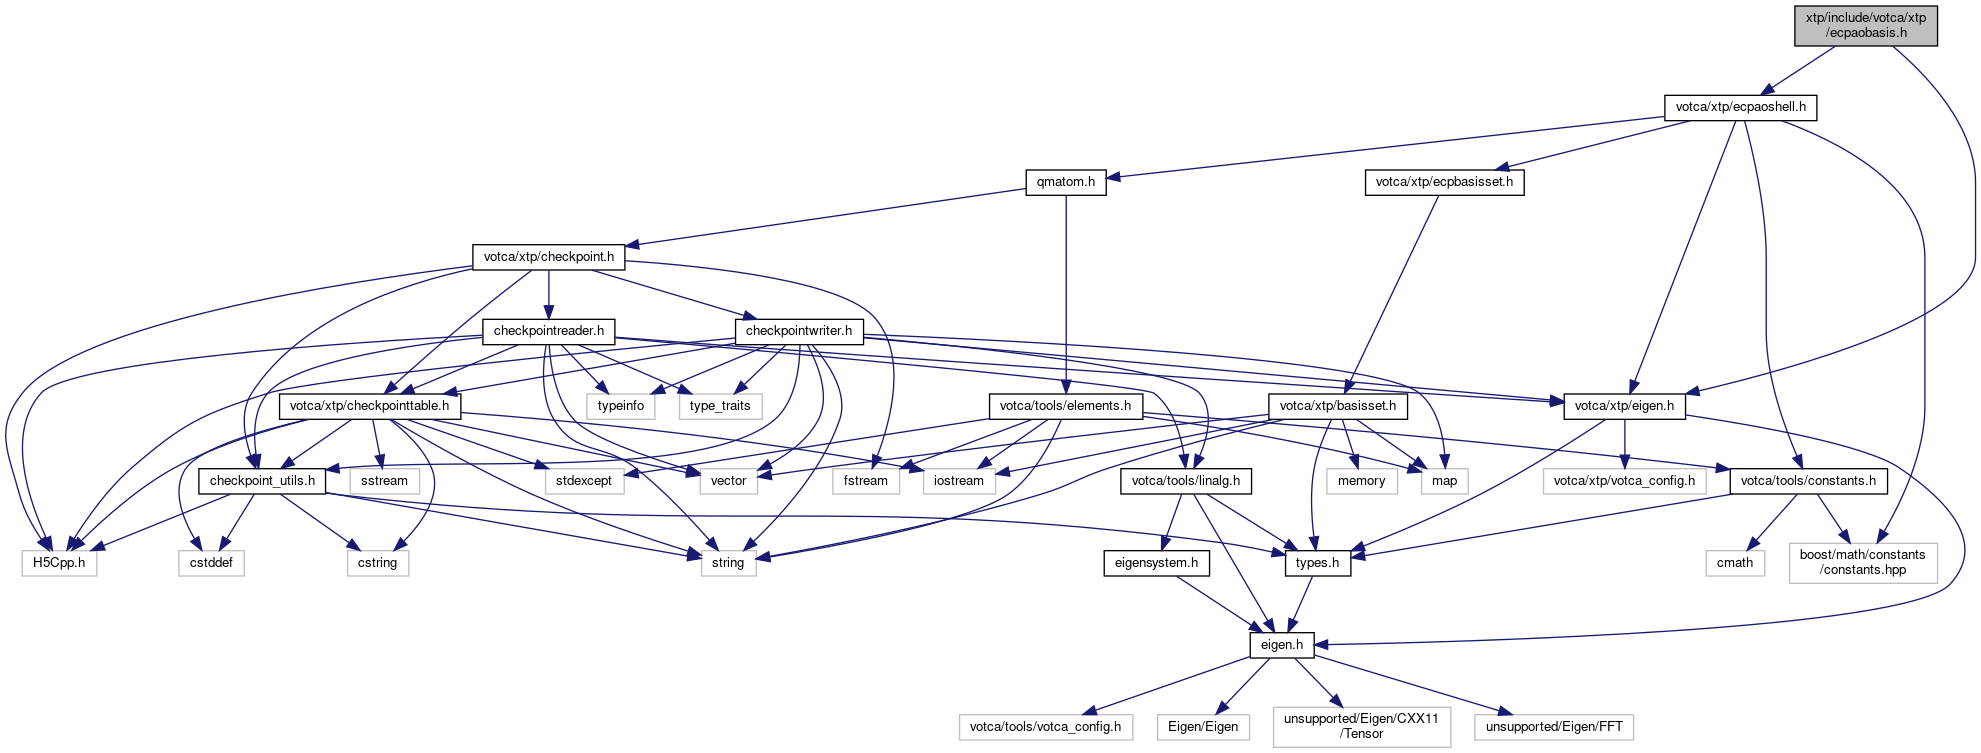 xtp/include/votca/xtp
/ecpaobasis.h
votca/xtp/ecpaoshell.h
qmatom.h
votca/xtp/ecpbasisset.h
votca/xtp/checkpoint.h
checkpointreader.h
checkpointwriter.h
votca/xtp/checkpointtable.h
typeinfo
type_traits
votca/tools/elements.h
votca/xtp/basisset.h
votca/xtp/eigen.h
checkpoint_utils.h
sstream
stdexcept
vector
fstream
iostream
votca/tools/linalg.h
memory
map
votca/xtp/votca_config.h
votca/tools/constants.h
H5Cpp.h
cstddef
cstring
string
eigensystem.h
types.h
cmath
boost/math/constants
/constants.hpp
eigen.h
votca/tools/votca_config.h
Eigen/Eigen
unsupported/Eigen/CXX11
/Tensor
unsupported/Eigen/FFT